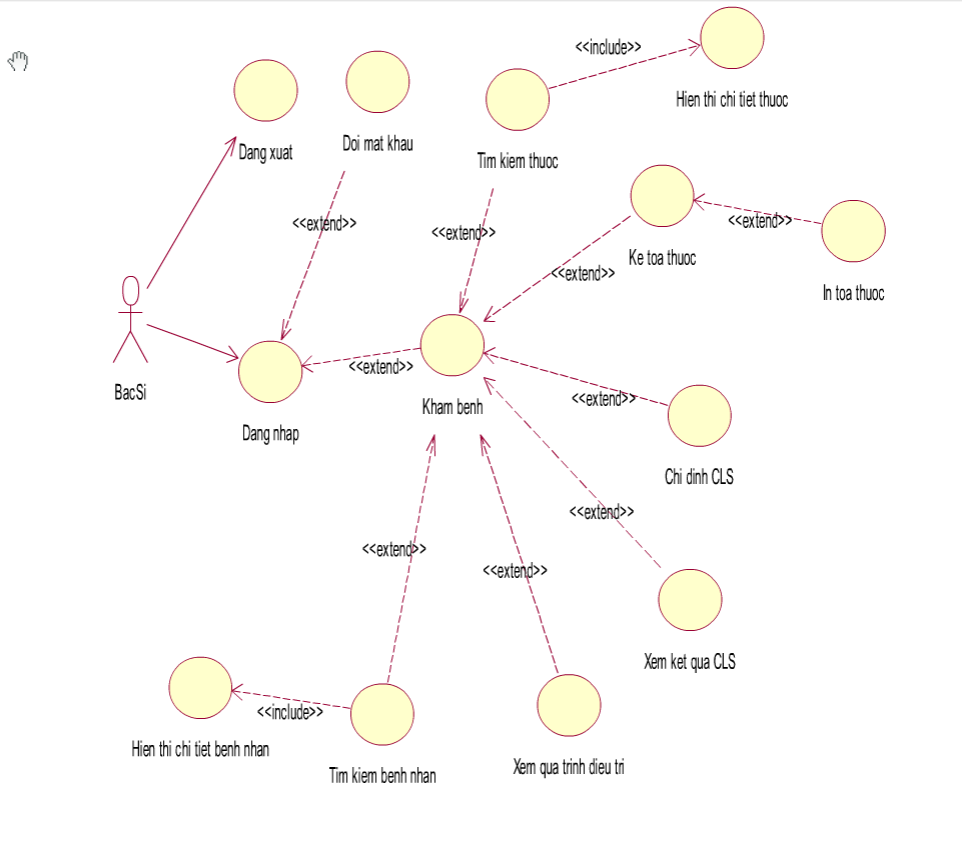 <<include>>
Hien thi chi tiet thuoc
Dang xuat
Doi mat khau
Tim kiem thuoc
<<extend>>
<<extend>>
<<extend>>
Ke toa thuoc
<<extend>>
In toa thuoc
BacSi
<<extend>>
Dang nhap
Kham benh
<<extend>>
Chi dinh CLS
<<extend>>
<<extend>>
<<extend>>
Xem ket qua CLS
<<include>>
Hien thi chi tiet benh nhan
Tim kiem benh nhan
Xem qua trinh dieu tri